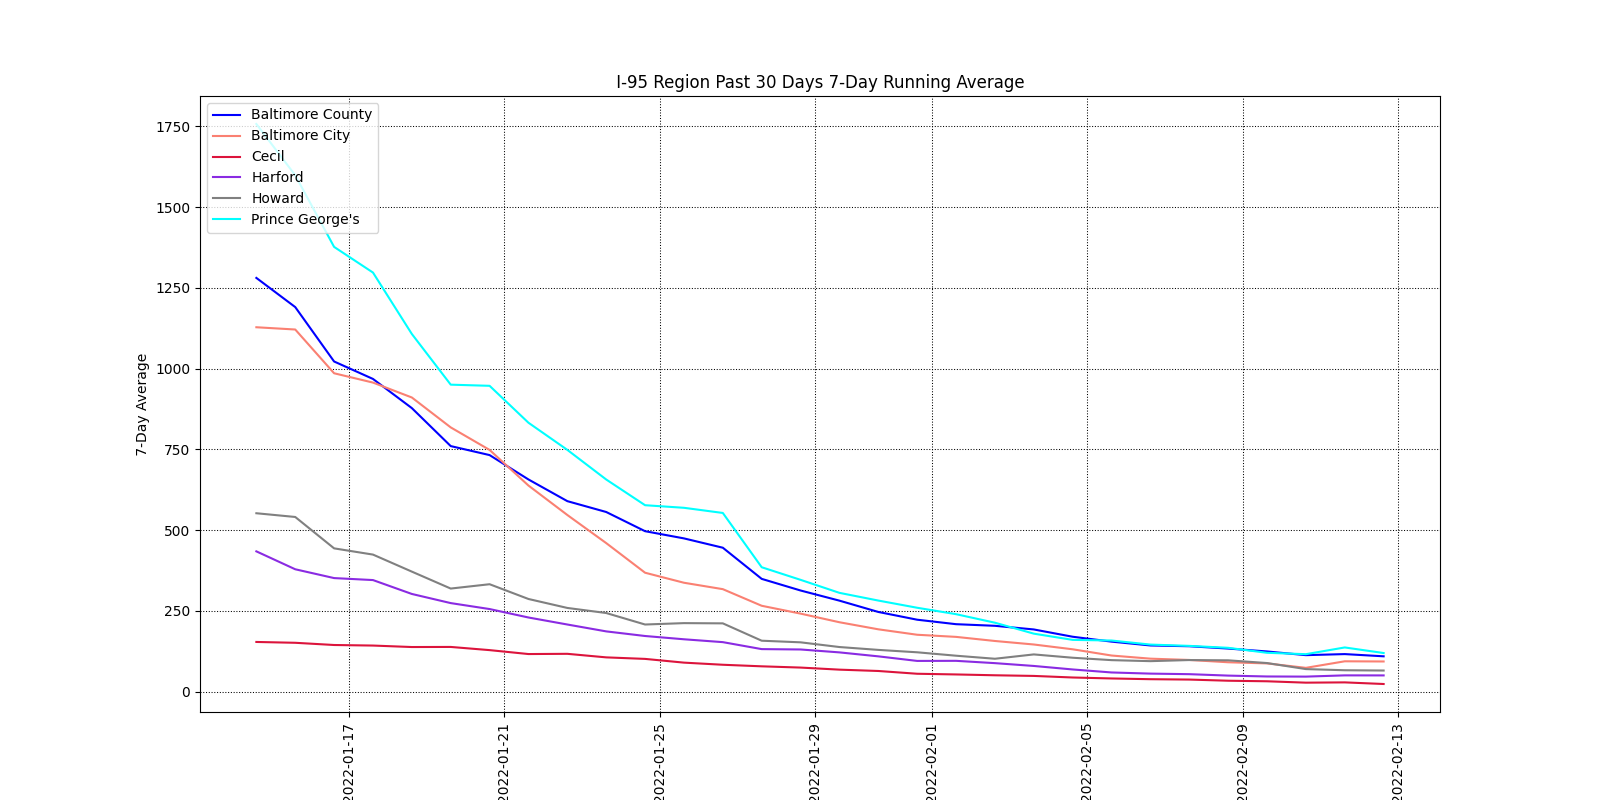 I-95 Region Past 30 Days 7-Day Running Average
Baltimore County
Baltimore City
Cecil
Harford
Howard
Prince George's
7-Day Average
1750
1500
1250
1000
750
500
250
0
2022-01-17
2022-01-21
2022-01-25
2022-01-29
2022-02-01
2022-02-05
2022-02-09
2022-02-13